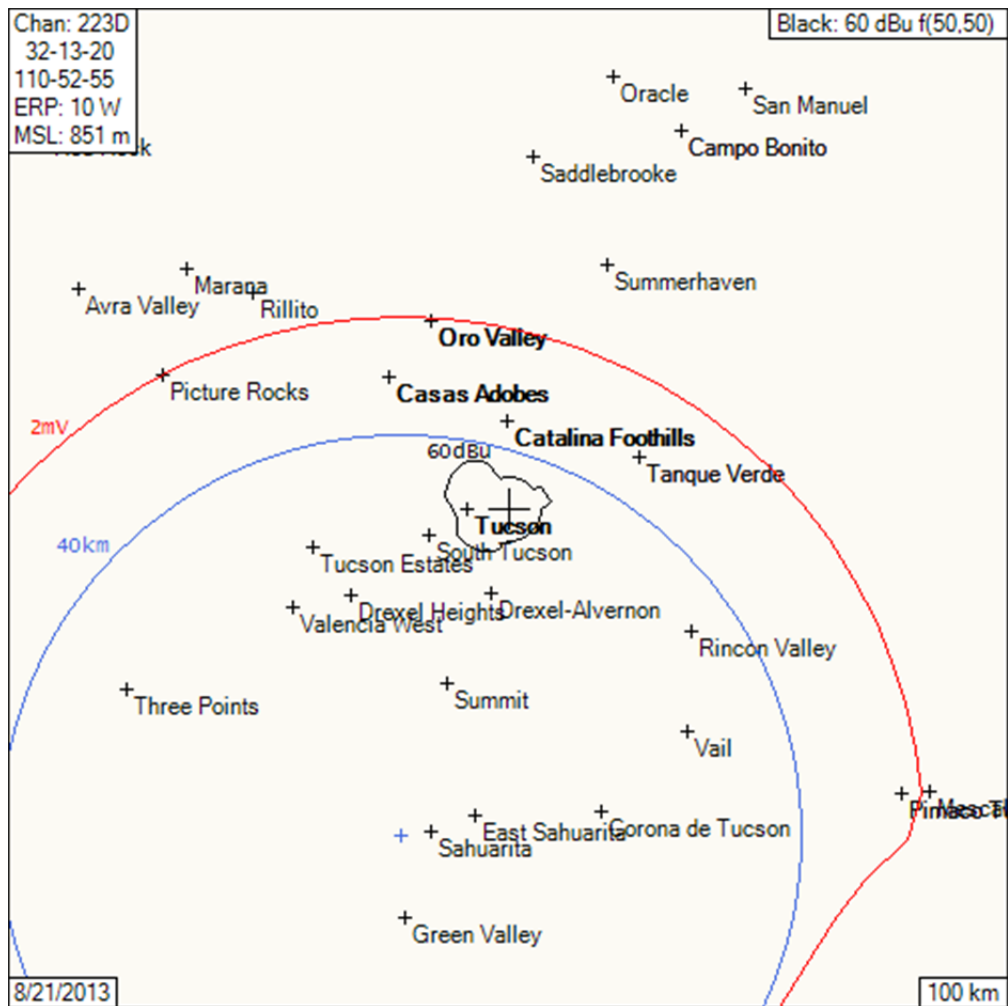 Chan: 223D
32-13-20
110-52-55
ERP: 10 W
MSL: 851 m
Black: 60 dBu f(50,50)
Oracle
San Manuel
Campo Bonito
Saddlebrooke
Summerhaven
Marana
Avra Valley
Rillito
Oro Valley
Picture Rocks
Casas Adobes
2mV
Catalina Foothills
60dBu
Tanque Verde
Tucson
40km
South Tucson
Tucson Estates
Drexel Heights
Drexel-Alvernon
Valencia West
Rincon Valley
Three Points
Summit
Vail
East Sahuarita
Corona de Tucson
Sahuarita
Green Valley
8/21/2013
100 km